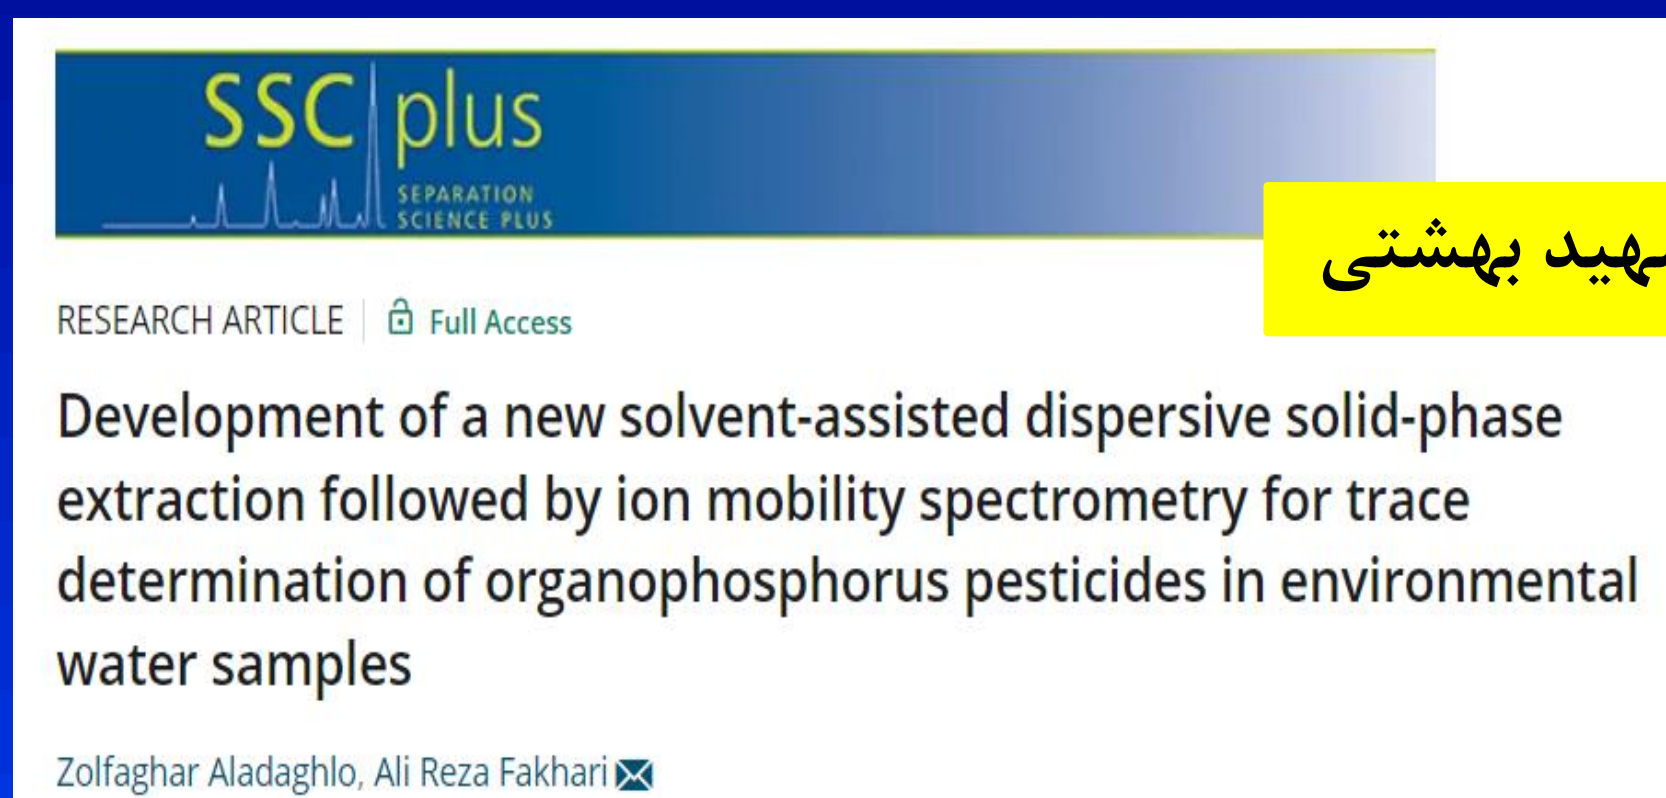 SSC plus
SEPARATION
SCIENCE PLUS
بهشتی
RESEARCH ARTICLE
Full Access
Development of a new solvent-assisted dispersive solid-phase
extraction followed by ion mobility spectrometry for trace
determination of organophosphorus pesticides in environmental
water samples
Zolfaghar Aladaghlo, Ali Reza Fakhari